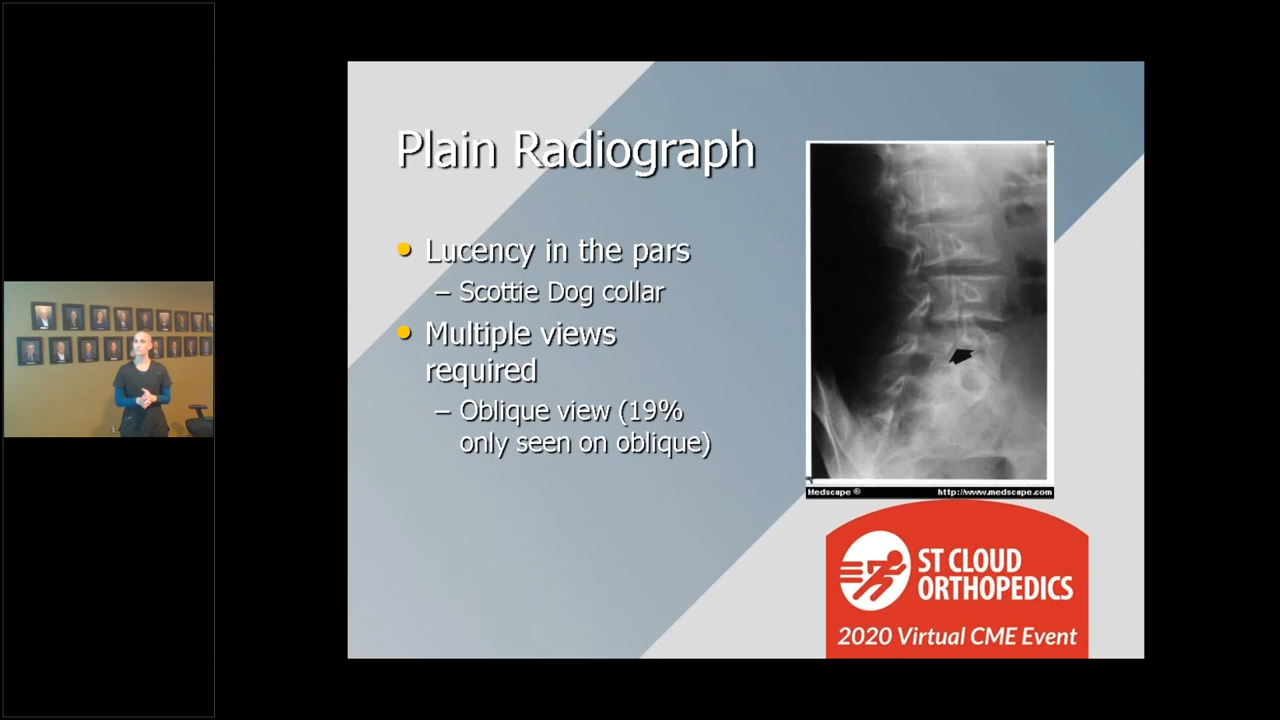 Plain Radiograph
Lucency in the pars
– Scottie Dog collar
Multiple views
required
– Oblique view (19%
only seen on oblique)
Medscape ® http://www.medscape.com
ST CLOUD
ORTHOPEDICS
2020 Virtual CME Event